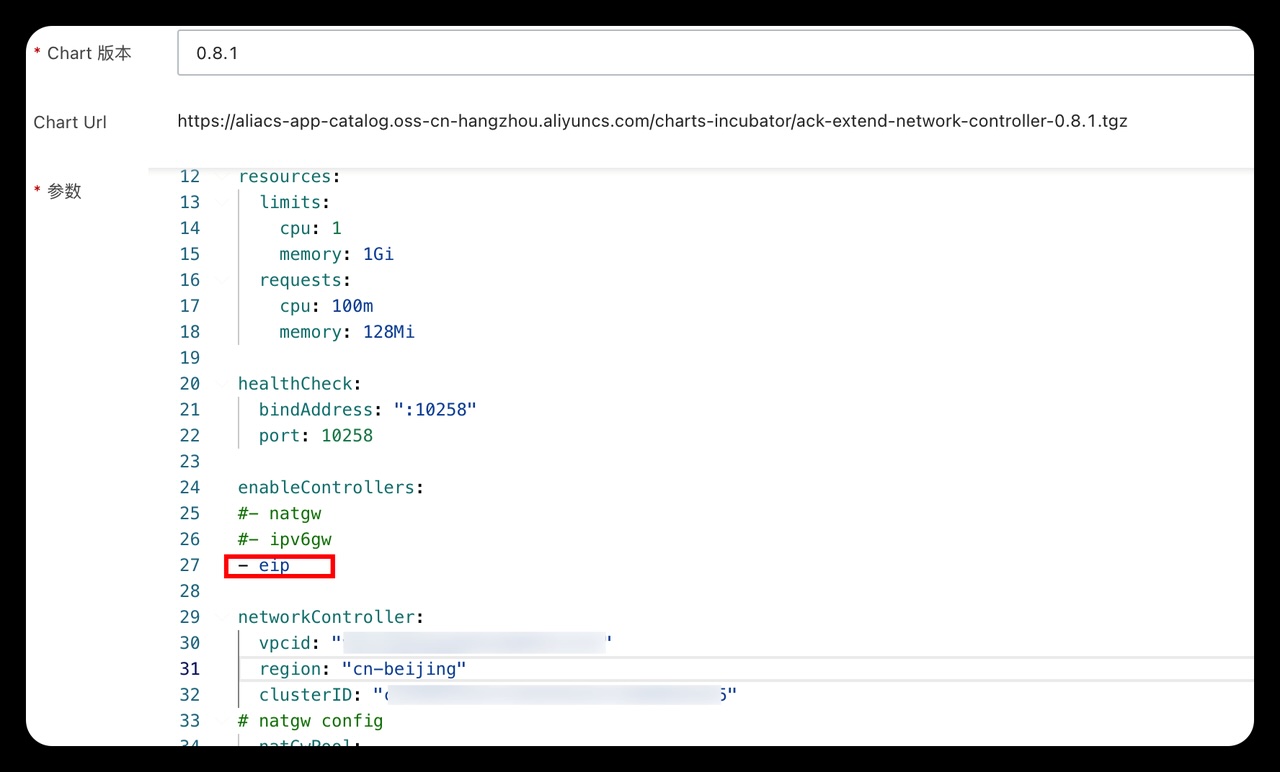 * Chart 版本 0.8.1
Chart Url https://aliacs-app-catalog.oss-cn-hangzhou.aliyuncs.com/charts-incubator/ack-extend-network-controller-0.8.1.tgz
* 参数
12 resources:
13 limits:
14 cpu: 1
15 memory: 1Gi
16 requests:
17 cpu: 100m
18 memory: 128Mi
19
20 healthCheck:
21 bindAddress: ":10258"
22 port: 10258
23
24 enableControllers:
25 #- natgw
26 #- ipv6gw
27 - eip
28
29 networkController:
30 vpcid: "
31 region: "cn-beijing"
32 clusterID: "c 5"
33 # natgw config
34 natGwPool: